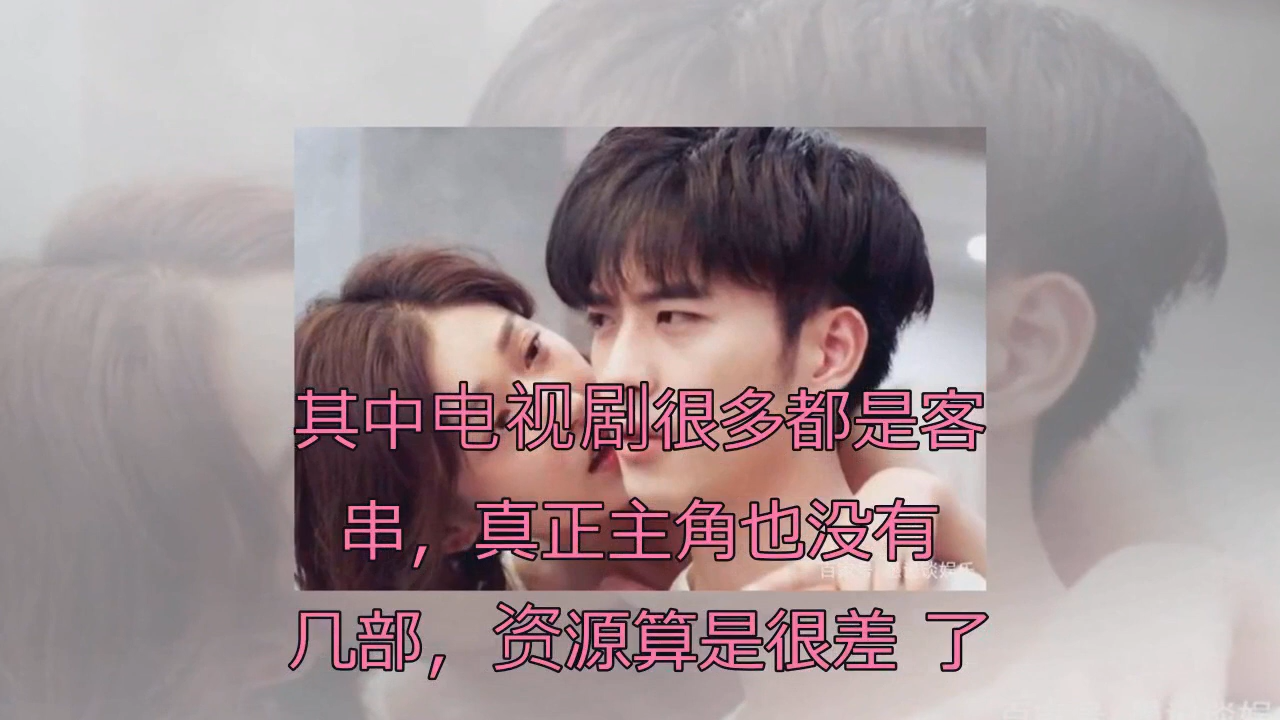 其中电视剧很多都是客
串，真正主角也没有
几部，资源算是很差 了